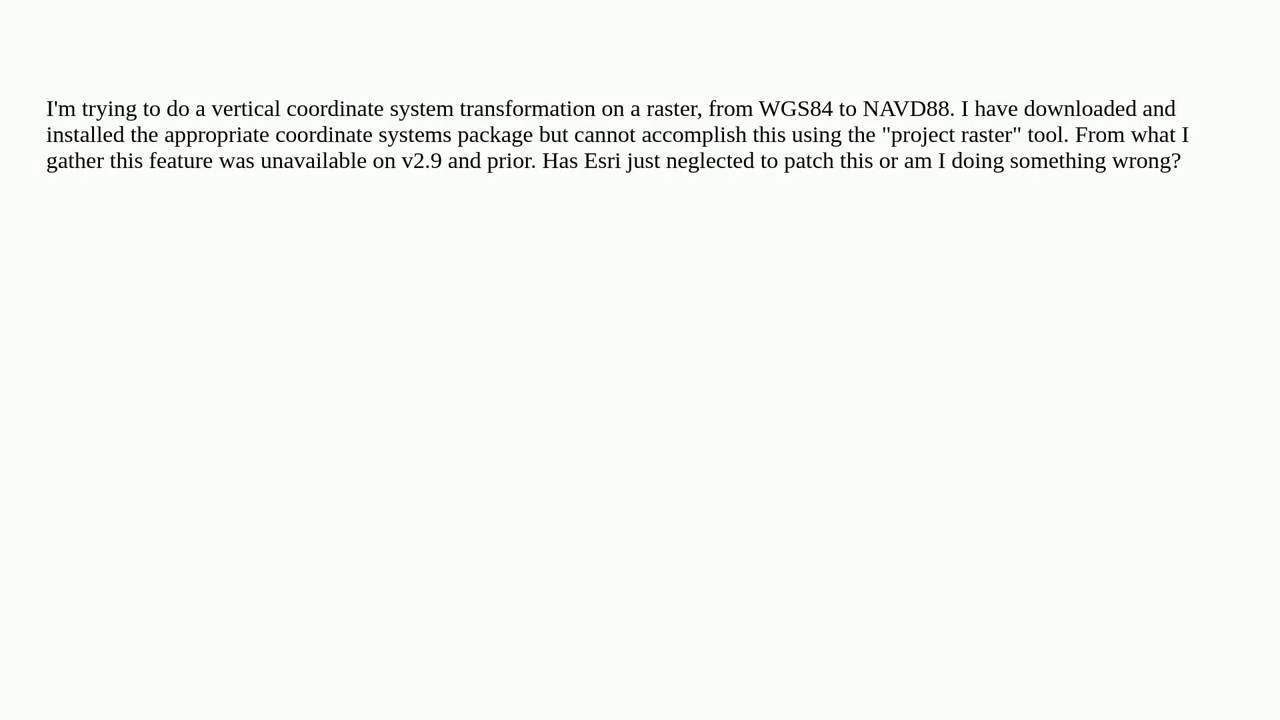 I'm trying to do a vertical coordinate system transformation on a raster, from WGS84 to NAVD88. I have downloaded and
installed the appropriate coordinate systems package but cannot accomplish this using the "project raster" tool. From what I
gather this feature was unavailable on v2.9 and prior. Has Esri just neglected to patch this or am I doing something wrong?